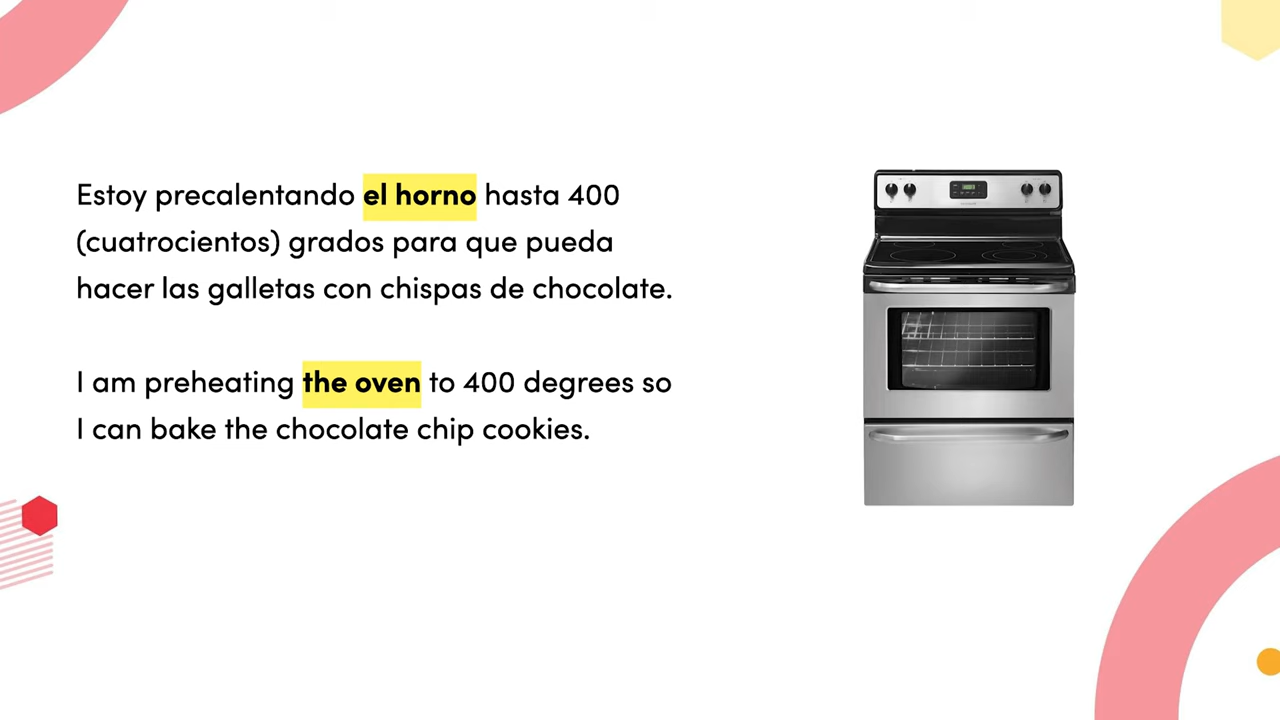 Estoy precalentando el horno hasta 400
(cuatrocientos) grados para que pueda
hacer las galletas con chispas de chocolate.
I am preheating the oven to 400 degrees so
I can bake the chocolate chip cookies.